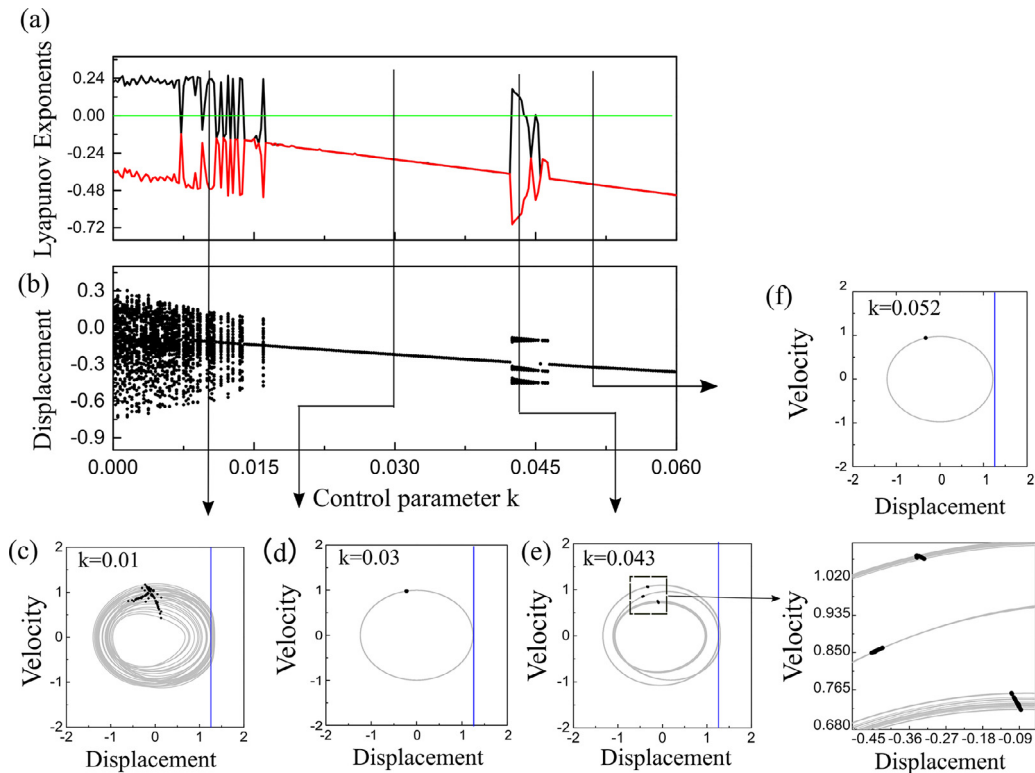 (a)
Lyapunov Exponents
0.24
0.00
-0.24
-0.48
-0.72
(b)
Displacement
0.3
0.0
-0.3
-0.6
-0.9
0.000 0.015 0.030 0.045 0.060
Control parameter k
(f)
k=0.052
Velocity
2
1
0
-1
-2
-2 -1 0 1 2
Displacement
(c)
k=0.01
Velocity
2
1
0
-1
-2
-2 -1 0 1 2
Displacement
(d)
k=0.03
Velocity
2
1
0
-1
-2
-2 -1 0 1 2
Displacement
(e)
k=0.043
Velocity
2
1
0
-1
-2
-2 -1 0 1 2
Displacement
1.020
0.935
0.850
0.765
0.680
-0.45 -0.36 -0.27 -0.18 -0.09
Displacement